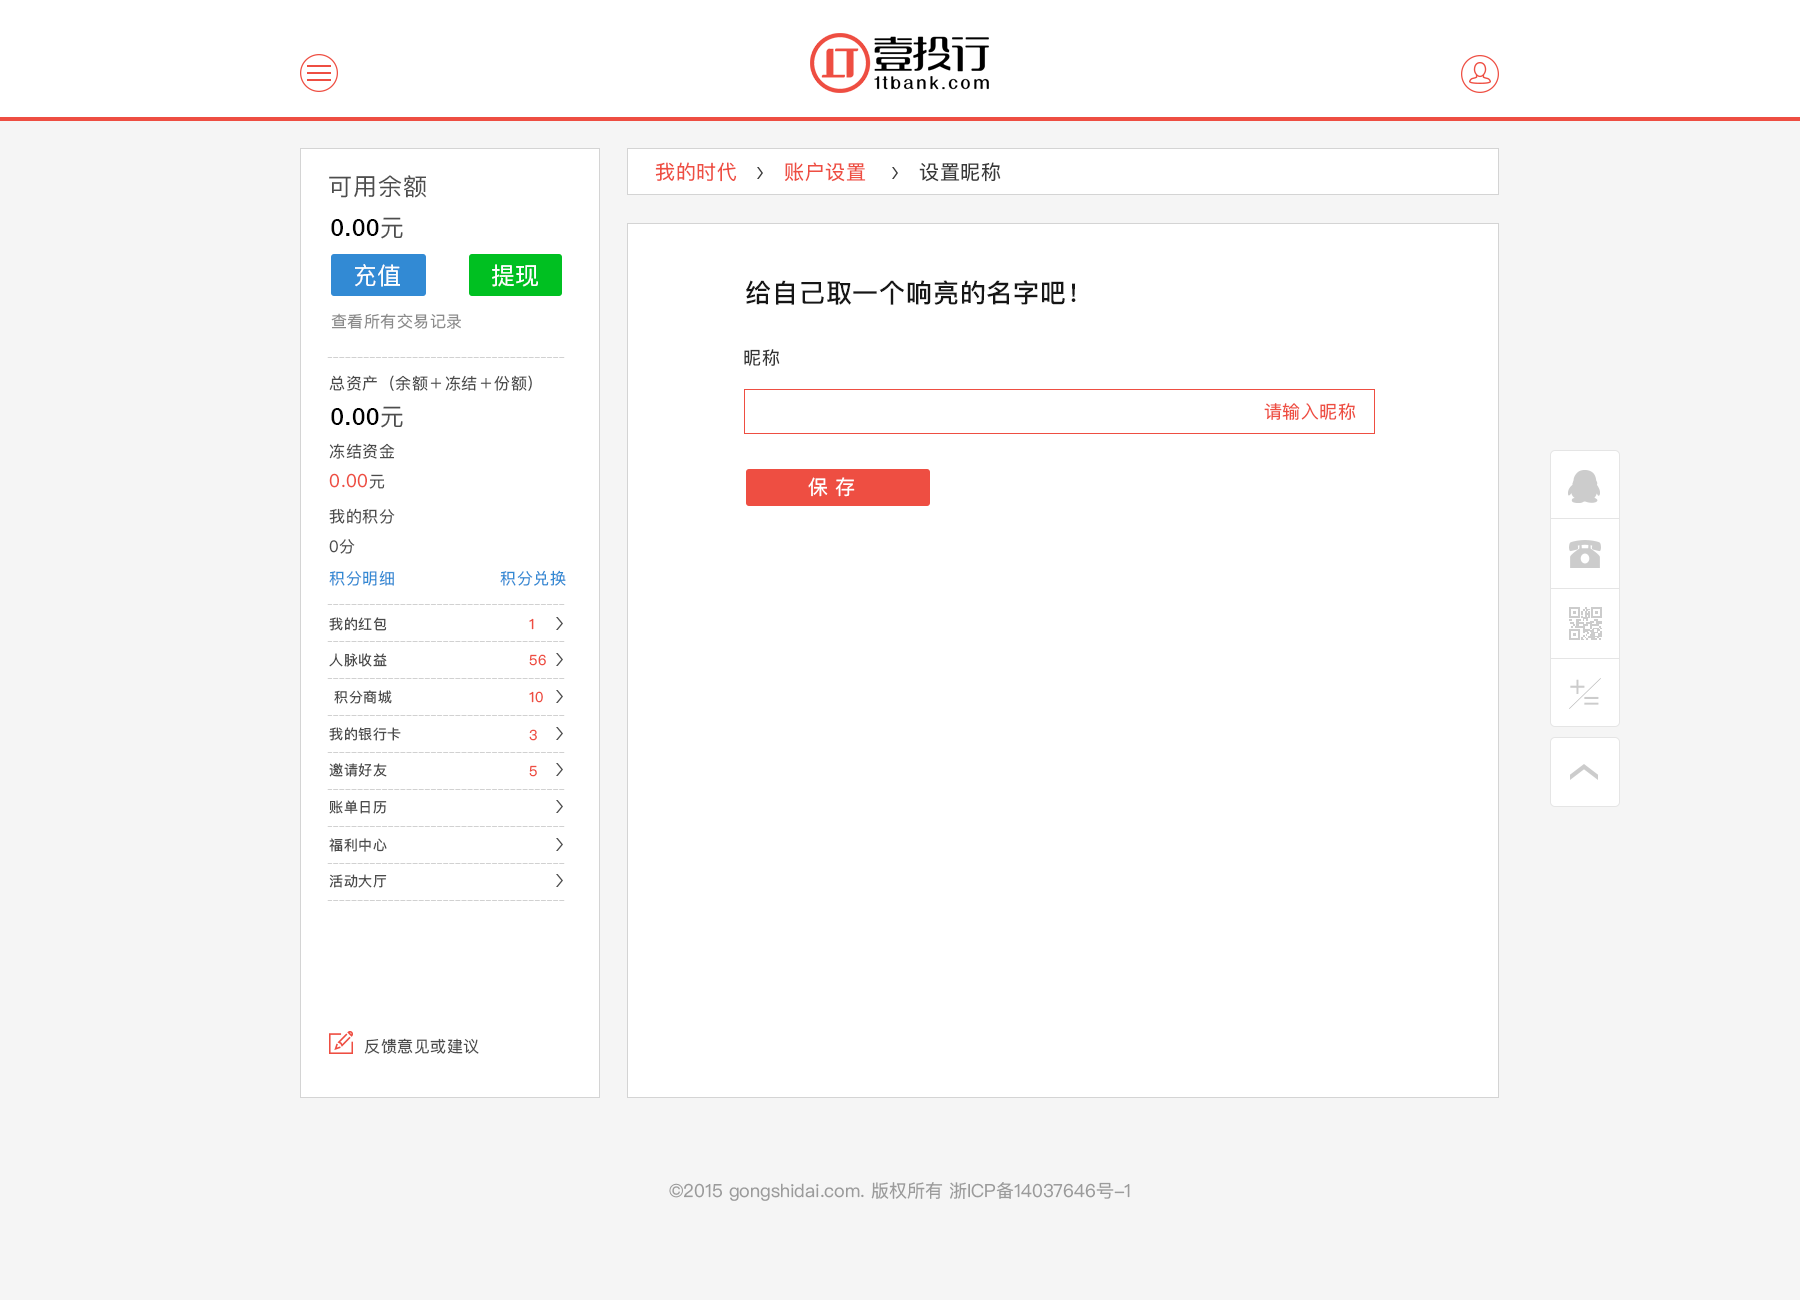 壹投行
1tbank.com
可用余额
0.00元
充值
提现
查看所有交易记录
总资产（余额＋冻结＋份额）
0.00元
冻结资金
0.00元
我的积分
0分
积分明细
积分兑换
我的红包 1
人脉收益 56
积分商城 10
我的银行卡 3
邀请好友 5
账单日历
福利中心
活动大厅
反馈意见或建议
我的时代 > 账户设置 > 设置昵称
给自己取一个响亮的名字吧！
昵称
请输入昵称
保 存
©2015 gongshidai.com. 版权所有 浙ICP备14037646号-1